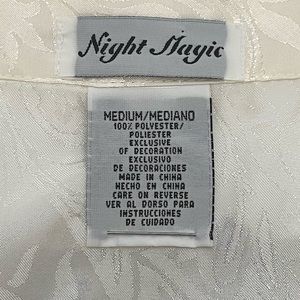 Night Magic
MEDIUM/MEDIANO
100% POLYESTER/
POLIESTER
EXCLUSIVE
OF DECORATION
EXCLUSIVO
DE DECORACIONES
MADE IN CHINA
HECHO EN CHINA
CARE ON REVERSE
VER AL DORSO PARA
INSTRUCCIONES
DE CUIDADO